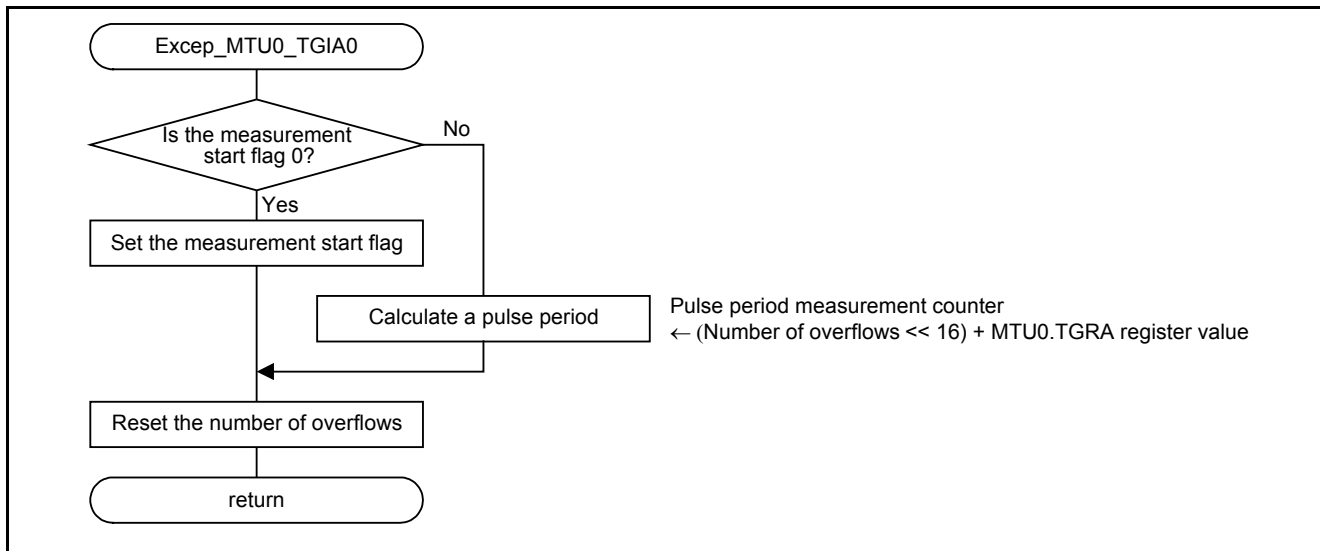 Excep_MTU0_TGIA0
Is the measurement
start flag 0?
No
Yes
Set the measurement start flag
Calculate a pulse period
Pulse period measurement counter
← (Number of overflows << 16) + MTU0.TGRA register value
Reset the number of overflows
return